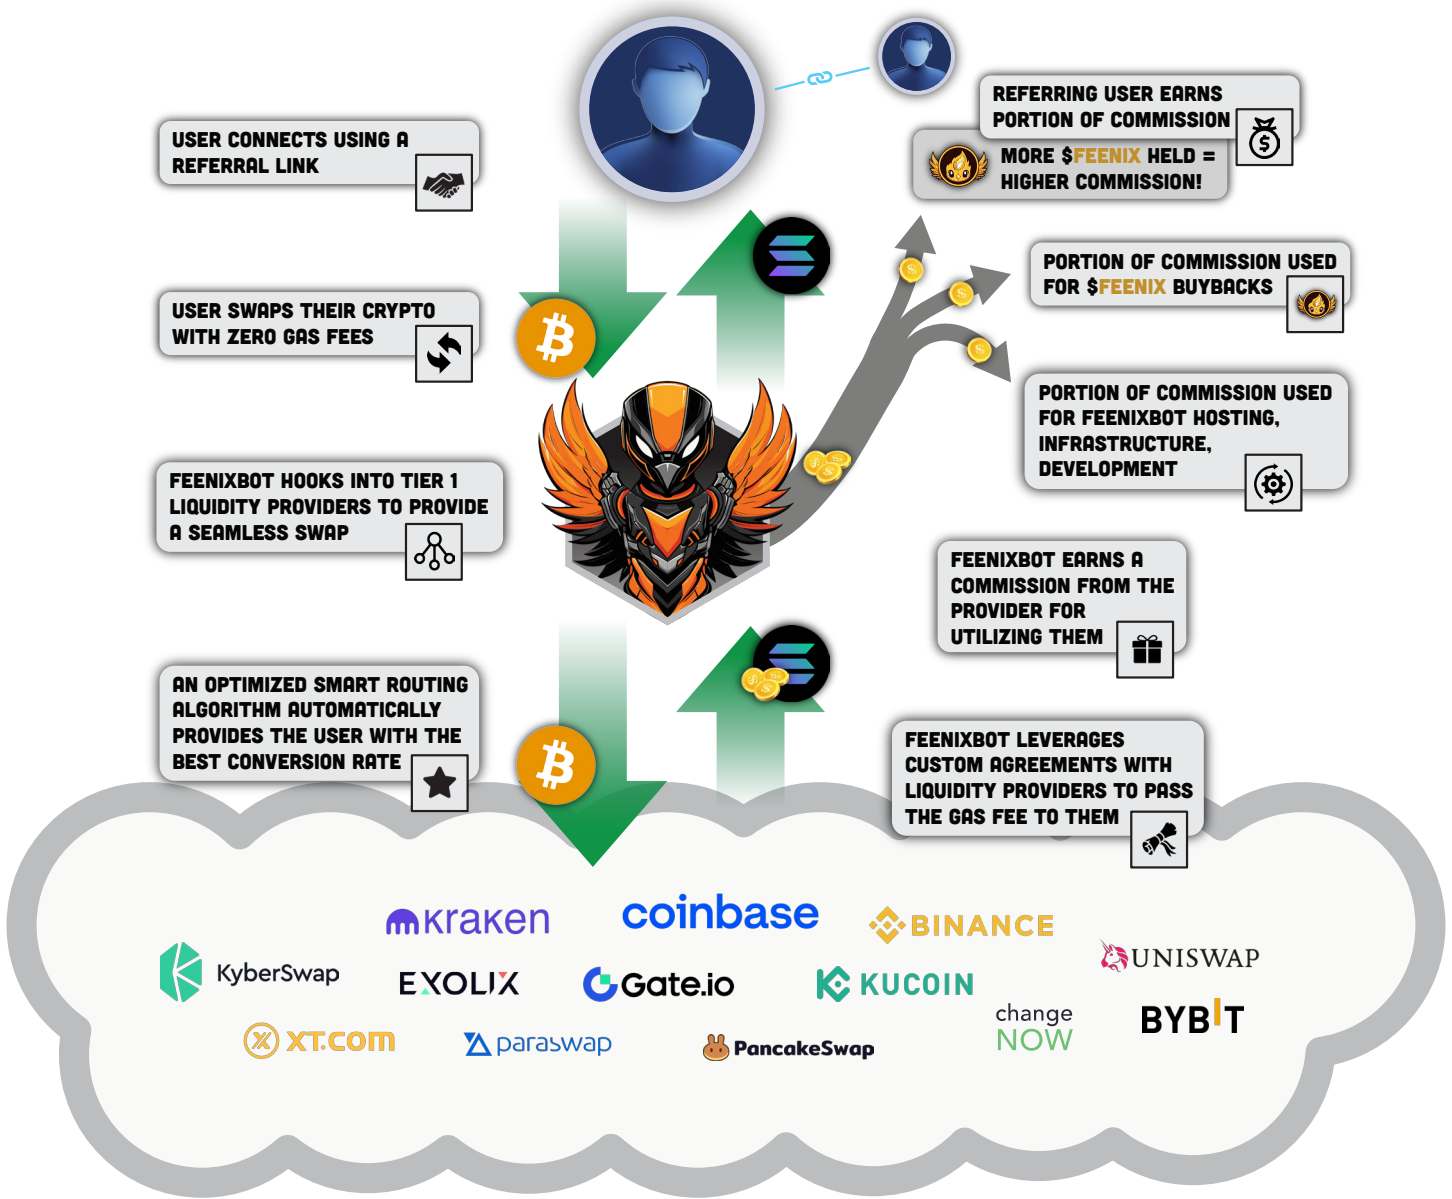 USER CONNECTS USING A
REFERRAL LINK
REFERRING USER EARNS
PORTION OF COMMISSION
MORE $FEENIX HELD =
HIGHER COMMISSION!
USER SWAPS THEIR CRYPTO
WITH ZERO GAS FEES
PORTION OF COMMISSION USED
FOR $FEENIX BUYBACKS
PORTION OF COMMISSION USED
FOR FEENIXBOT HOSTING,
INFRASTRUCTURE,
DEVELOPMENT
FEENIXBOT HOOKS INTO TIER 1
LIQUIDITY PROVIDERS TO PROVIDE
A SEAMLESS SWAP
FEENIXBOT EARNS A
COMMISSION FROM THE
PROVIDER FOR
UTILIZING THEM
AN OPTIMIZED SMART ROUTING
ALGORITHM AUTOMATICALLY
PROVIDES THE USER WITH THE
BEST CONVERSION RATE
FEENIXBOT LEVERAGES
CUSTOM AGREEMENTS WITH
LIQUIDITY PROVIDERS TO PASS
THE GAS FEE TO THEM
kraken
coinbase
BINANCE
UNISWAP
KyberSwap
EXOLIX
Gate.io
KUCOIN
change
NOW
BYBIT
XT.COM
paraswap
PancakeSwap